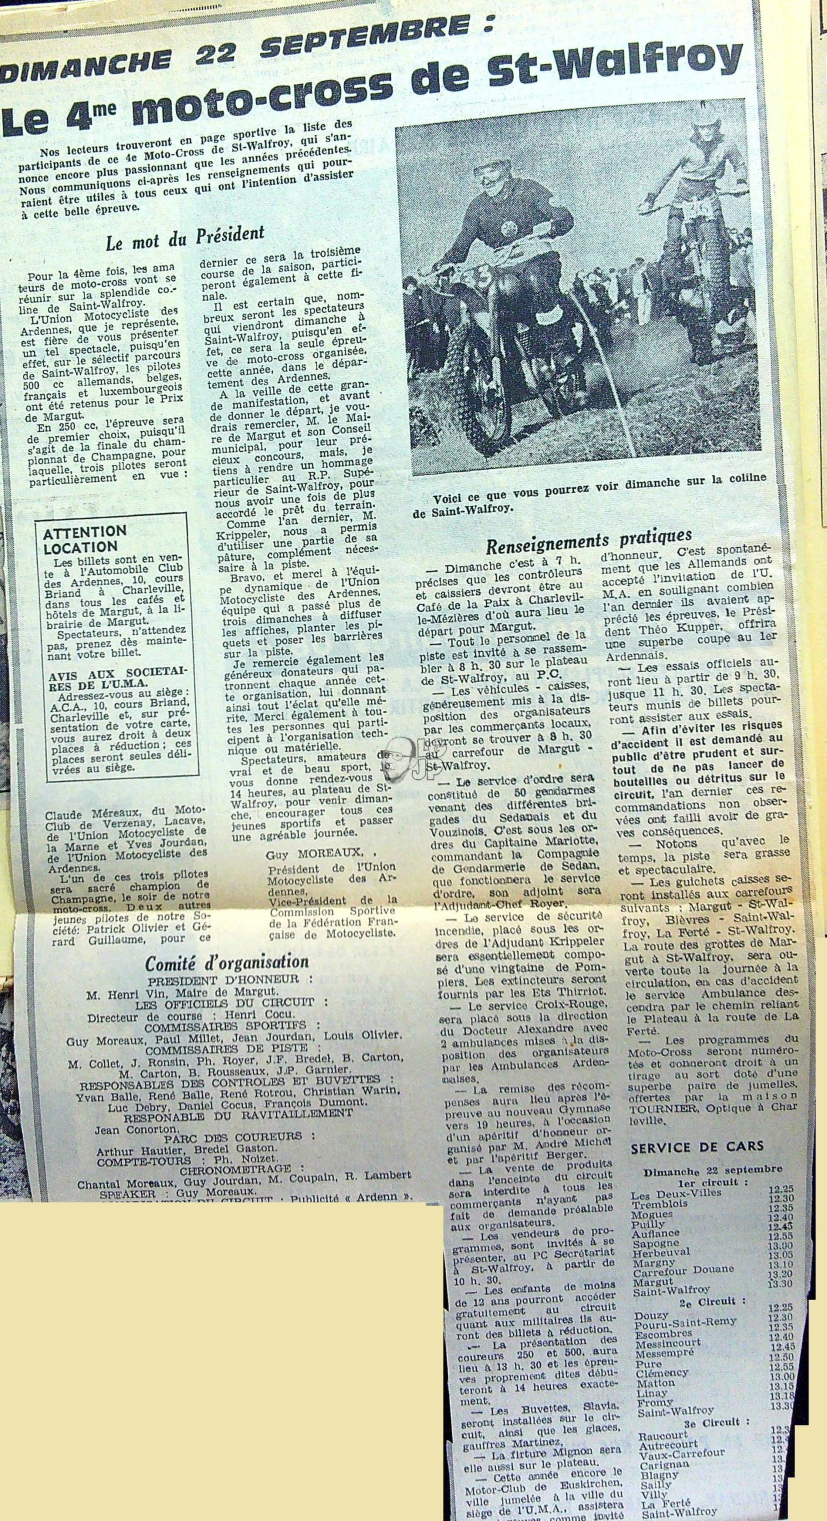 DIMANCHE 22 SEPTEMBRE :
Le 4me moto-cross de St-Walfroy
Nos lecteurs trouveront en page sportive la liste des
participants de ce 4e Moto-Cross de St-Walfroy, qui s'an-
nonce encore plus passionnant que les années précédentes.
Nous communiquons ci-après les renseignements qui pour-
raient être utiles à tous ceux qui ont l'intention d'assister
à cette belle épreuve.
Le mot du Président
Pour la 4ème fois, les ama
teurs de moto-cross vont se
réunir sur la splendide co-
line de Saint-Walfroy.
L'Union Motocycliste des
Ardennes, que je représente,
est fière de vous présenter
un tel spectacle, puisqu'en
effet, sur le sélectif parcours
de Saint-Walfroy, les pilotes
500 cc allemands, belges,
français et luxembourgeois
ont été retenus pour le Prix
de Margut.
En 250 cc, l'épreuve sera
de premier choix, puisqu'il
s'agit de la finale du cham-
pionnat de Champagne, pour
laquelle, trois pilotes seront
particulièrement en vue :
ATTENTION
LOCATION
Les billets sont en ven-
te à l'Automobile Club
des Ardennes, 10, cours
Briand à Charleville,
dans tous les cafés et
hôtels de Margut, à la li-
brairie de Margut.
Spectateurs, n'attendez
pas, prenez dès mainte-
nant votre billet.
AVIS AUX SOCIETAI-
RES DE L'U.M.A.
Adressez-vous au siège :
A.C.A., 10, cours Briand,
Charleville et, sur pré-
sentation de votre carte,
vous aurez droit à deux
places à réduction ; ces
places seront seules déli-
vrées au siège.
Claude Méreaux, du Moto-
Club de Verzenay, Lacave,
de l'Union Motocycliste de
la Marne et Yves Jourdan,
de l'Union Motocycliste des
Ardennes.
L'un de ces trois pilotes
sera sacré champion de
Champagne, le soir de notre
moto-cross. Deux autres
jeunes pilotes de notre So-
ciété: Patrick Olivier et Gé-
rard Guillaume, pour ce
dernier ce sera la troisième
course de la saison, partici-
peront également à cette fi-
nale.
Il est certain que, nom-
breux seront les spectateurs
qui viendront dimanche à
Saint-Walfroy, puisqu'en ef-
fet, ce sera la seule épreu-
ve de moto-cross organisée,
cette année, dans le dépar-
tement des Ardennes.
A la veille de cette gran-
de manifestation, et avant
de donner le départ, je vou-
drais remercier, M. le Mai-
re de Margut et son Conseil
municipal, pour leur pré-
cieux concours, mais, je
tiens à rendre un hommage
particulier au R.P. Supé-
rieur de Saint-Walfroy, pour
nous avoir une fois de plus
accordé le prêt du terrain.
Comme l'an dernier, M.
Krippeler, nous a permis
d'utiliser une partie de sa
pâture, complément néces-
saire à la piste.
Bravo, et merci à l'équi-
pe dynamique de l'Union
Motocycliste des Ardennes,
équipe qui a passé plus de
trois dimanches à diffuser
les affiches, planter les pi-
quets et poser les barrières
sur la piste.
Je remercie également les
généreux donateurs qui pa-
tronnent chaque année cet-
te organisation, lui donnant
ainsi tout l'éclat qu'elle mé-
rite. Merci également à tou-
tes les personnes qui parti-
cipent à l'organisation tech-
nique ou matérielle.
Spectateurs, amateurs de
vrai et de beau sport, je
vous donne rendez-vous à
14 heures, au plateau de St-
Walfroy, pour venir diman-
che, encourager tous ces
jeunes sportifs et passer
une agréable journée.
Guy MOREAUX,
Président de l'Union
Motocycliste des Ar-
dennes,
Vice-Président de la
Commission Sportive
de la Fédération Fran-
çaise de Motocycliste.
Comité d'organisation
PRESIDENT D'HONNEUR :
M. Henri Vin, Maire de Margut.
LES OFFICIELS DU CIRCUIT :
Directeur de course : Henri Cocu.
COMMISSAIRES SPORTIFS :
Guy Moreaux, Paul Millet, Jean Jourdan, Louis Olivier.
COMMISSAIRES DE PISTE :
M. Collet, J. Ronsin, Ph. Royer, J.F. Bredel, B. Carton,
M. Carton, B. Rousseaux, J.P. Garnier.
RESPONSABLES DES CONTROLES ET BUVETTES :
Yvan Balle, René Balle, René Rotrou, Christian Warin,
Luc Debry, Daniel Cocus, François Dumont.
RESPONABLE DU RAVITAILLEMENT
Jean Conorton.
PARC DES COUREURS :
Arthur Hautier, Bredel Gaston.
COMPTE-TOURS : Ph. Noizet.
CHRONOMETRAGE :
Chantal Moreaux, Guy Jourdan, M. Coupain, R. Lambert
SPEAKER : Guy Moreaux.
DU CIRCUIT : Publicité « Ardenn ».
3
Voici ce que vous pourrez voir dimanche sur la coline
de Saint-Walfroy.
Renseignements pratiques
— Dimanche c'est à 7 h.
précises que les contrôleurs
et caissiers devront être au
Café de la Paix à Charlevil-
le-Mézières d'où aura lieu le
départ pour Margut.
— Tout le personnel de la
piste est invité à se rassem-
bler à 8 h. 30 sur le plateau
de St-Walfroy, au P.C.
— Les véhicules - caisses,
généreusement mis à la dis-
position des organisateurs
par les commerçants locaux,
devront se trouver à 8 h 30
au carrefour de Margut -
St-Walfroy.
HC
JP
— Le service d'ordre sera
constitué de 50 gendarmes
venant des différentes bri-
gades du Sedanais et du
Vouzinois. C'est sous les or-
dres du Capitaine Mariotte,
commandant la Compagnie
de Gendarmerie de Sedan,
que fonctionnera le service
d'ordre, son adjoint sera
l'Adjudant-Chef Royer.
— Le service de sécurité
incendie, placé sous les or-
dres de l'Adjudant Krippeler
sera essentiellement compo-
sé d'une vingtaine de Pom-
piers. Les extincteurs seront
fournis par les Ets Thirriot.
— Le service Croix-Rouge,
sera placé sous la direction
du Docteur Alexandre avec
2 ambulances mises à la dis-
position des organisateurs
par les Ambulances Arden-
naises.
— La remise des récom-
penses aura lieu après l'é-
preuve au nouveau Gymnase
vers 19 heures, à l'occasion
d'un apéritif d'honneur or-
ganisé par M. André Michel
et par l'apéritif Berger.
— La vente de produits
dans l'enceinte du circuit
sera interdite à tous les
commerçants n'ayant pas
fait de demande préalable
aux organisateurs.
— Les vendeurs de pro-
grammes, sont invités à se
présenter, au PC Secrétariat
à St-Walfroy, à partir de
10 h. 30.
— Les enfants de moins
de 12 ans pourront accéder
gratuitement au circuit
quant aux militaires ils au-
ront des billets à réduction.
— La présentation des
coureurs 250 et 500, aura
lieu à 13 h. 30 et les épreu-
ves proprement dites débu-
teront à 14 heures exacte-
ment.
— Les Buvettes, Slavia,
seront installées sur le cir-
cuit, ainsi que les glaces,
gauffres Martinez,
— La firture Mignon sera
elle aussi sur le plateau.
— Cette année encore le
Motor-Club de Euskirchen,
ville jumelée à la ville du
siège de l'U.M.A., assistera
comme invité
d'honneur. C'est spontané-
ment que les Allemands ont
accepté l'invitation de l'U.
M.A. en soulignant combien
l'an dernier ils avaient ap-
précié les épreuves, le Prési-
dent Théo Kupper, offrira
une superbe coupe au 1er
Ardennais.
— Les essais officiels au-
ront lieu à partir de 9 h. 30,
jusque 11 h. 30. Les specta-
teurs munis de billets pour-
ront assister aux essais.
— Afin d'éviter les risques
d'accident il est demandé au
public d'être prudent et sur-
tout de ne pas lancer de
bouteilles ou détritus sur le
circuit, l'an dernier ces re-
commandations non obser-
vées ont failli avoir de gra-
ves conséquences.
— Notons qu'avec le
temps, la piste sera grasse
et spectaculaire.
— Les guichets caisses se-
ront installés aux carrefours
suivants : Margut - St-Wal-
froy, Bièvres - Saint-Wal-
froy, La Ferté - St-Walfroy.
La route des grottes de Mar-
gut à St-Walfroy, sera ou-
verte toute la journée à la
circulation, en cas d'accident
le service Ambulance des-
cendra par le chemin reliant
le Plateau à la route de La
Ferté.
— Les programmes du
Moto-Cross seront numéro-
tés et donneront droit à un
tirage au sort doté d'une
superbe paire de jumelles,
offertes par la maison
TOURNIER, Optique à Char
leville.
SERVICE DE CARS
Dimanche 22 septembre
1er circuit :
Les Deux-Villes 12.25
Tremblois 12.30
Mogues 12.35
Puilly 12.40
Auflance 12.45
Sapogne 12.55
Herbeuval 13.00
Margny 13.05
Carrefour Douane 13.10
Margut 13.20
Saint-Walfroy 13.30
2e Circuit :
Douzy 12.25
Pouru-Saint-Remy 12.30
Escombres 12.35
Messincourt 12.40
Messempré 12.45
Pure 12.50
Clémency 12.55
Matton 13.00
Linay 13.15
Fromy 13.18
Saint-Walfroy 13.30
3e Circuit :
Raucourt
Autrecourt
Vaux-Carrefour
Carignan
Blagny
Sailly
Villy
La Ferté
Saint-Walfroy